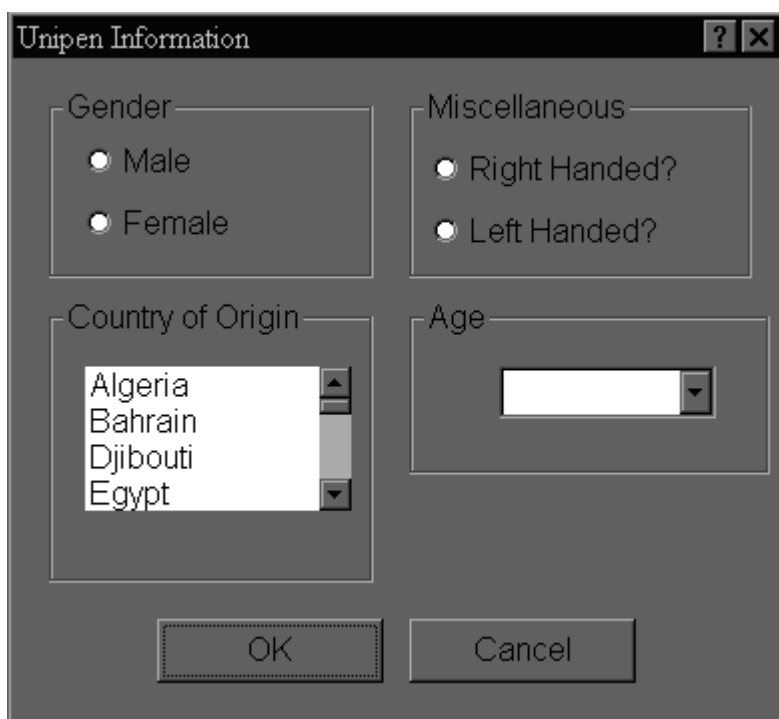 Unipen Information
Gender
Male
Female
Miscellaneous
Right Handed?
Left Handed?
Country of Origin
Algeria
Bahrain
Djibouti
Egypt
Age
OK
Cancel